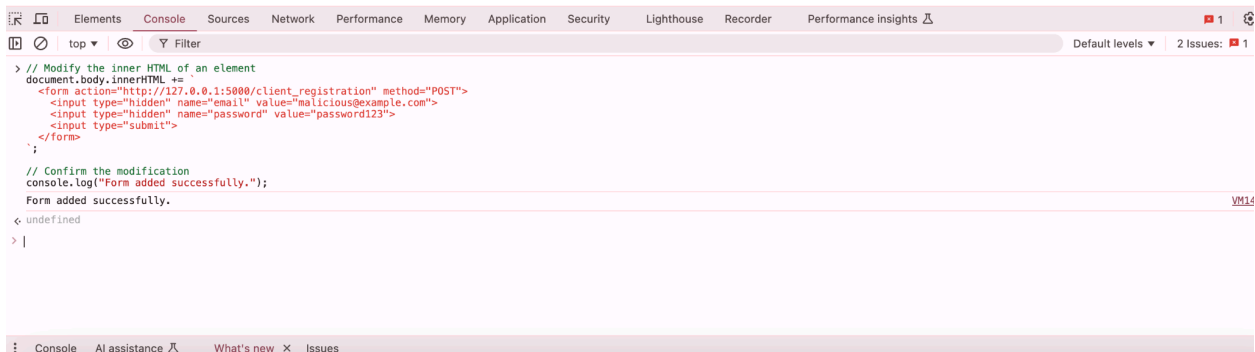 Elements Console Sources Network Performance Memory Application Security Lighthouse Recorder Performance insights 1
top ▼ Filter Default levels ▼ 2 Issues: 1
> // Modify the inner HTML of an element
document.body.innerHTML += `
<form action="http://127.0.0.1:5000/client_registration" method="POST">
<input type="hidden" name="email" value="malicious@example.com">
<input type="hidden" name="password" value="password123">
<input type="submit">
</form>
`;
// Confirm the modification
console.log("Form added successfully.");
Form added successfully. VM14
undefined
>
Console AI assistance What's new × Issues